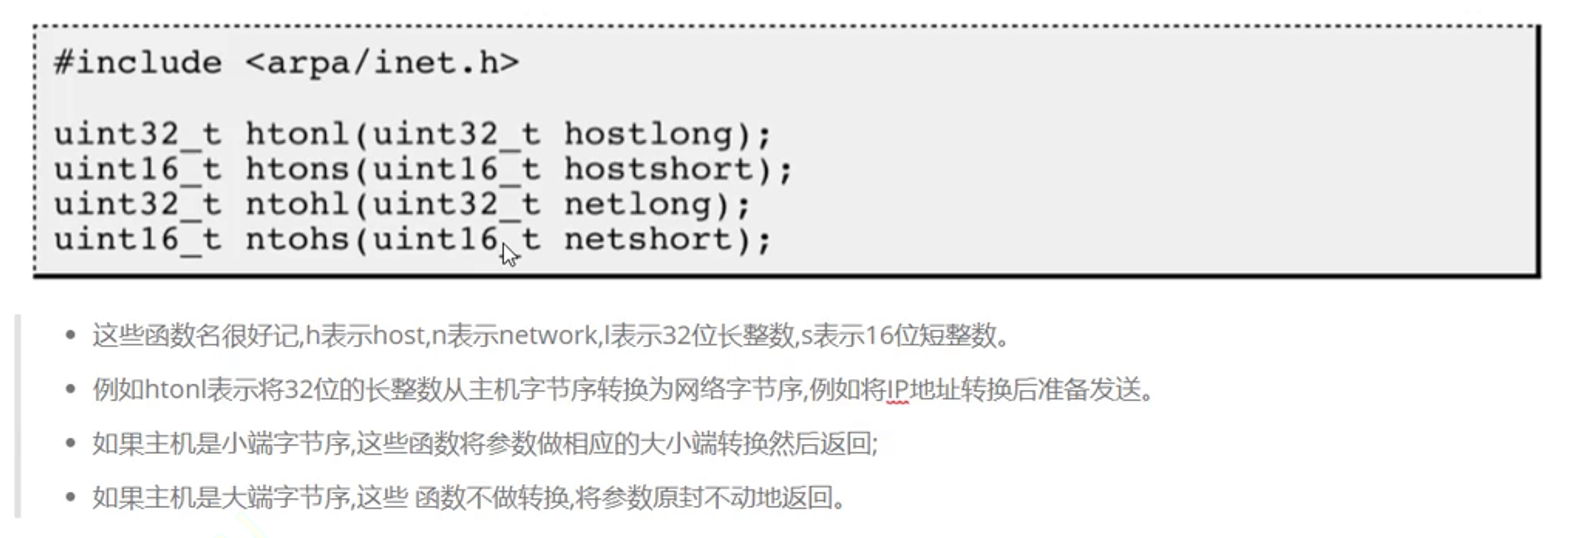 #include <arpa/inet.h>
uint32_t htonl(uint32_t hostlong);
uint16_t htons(uint16_t hostshort);
uint32_t ntohl(uint32_t netlong);
uint16_t ntohs(uint16_t netshort);
• 这些函数名很好记,h表示host,n表示network,l表示32位长整数,s表示16位短整数。
• 例如htonl表示将32位的长整数从主机字节序转换为网络字节序,例如将IP地址转换后准备发送。
• 如果主机是小端字节序,这些函数将参数做相应的大小端转换然后返回;
• 如果主机是大端字节序,这些 函数不做转换,将参数原封不动地返回。